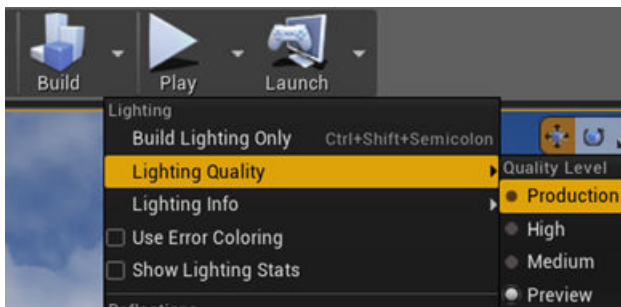 Build Play Launch
Lighting
Build Lighting Only Ctrl+Shift+Semicolon
Lighting Quality
Lighting Info
Use Error Coloring
Show Lighting Stats
Quality Level
Production
High
Medium
Preview